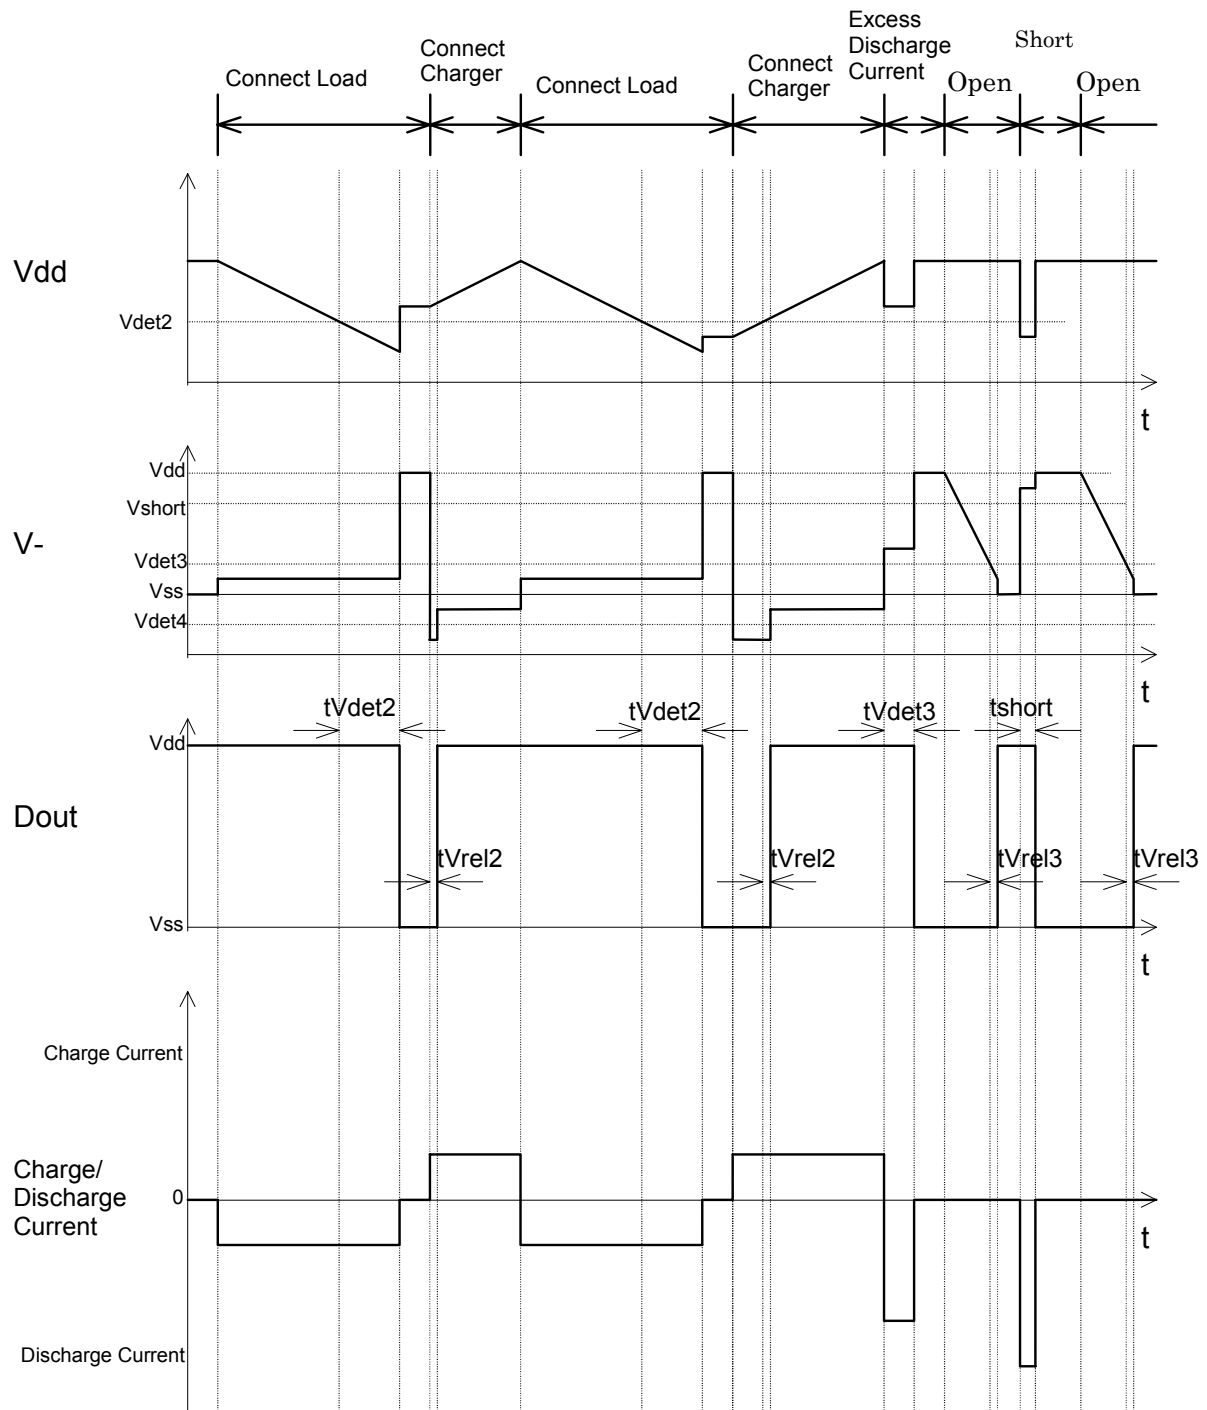 Connect Load
Connect
Charger
Connect Load
Connect
Charger
Excess
Discharge
Current
Open
Short
Open
Vdd
Vdet2
t
V-
Vdd
Vshort
Vdet3
Vss
Vdet4
t
Dout
Vdd
tVdet2
tVdet2
tVdet3
tshort
tVrel2
tVrel2
tVrel3
tVrel3
Vss
t
Charge Current
Charge/
Discharge
Current
0
t
Discharge Current